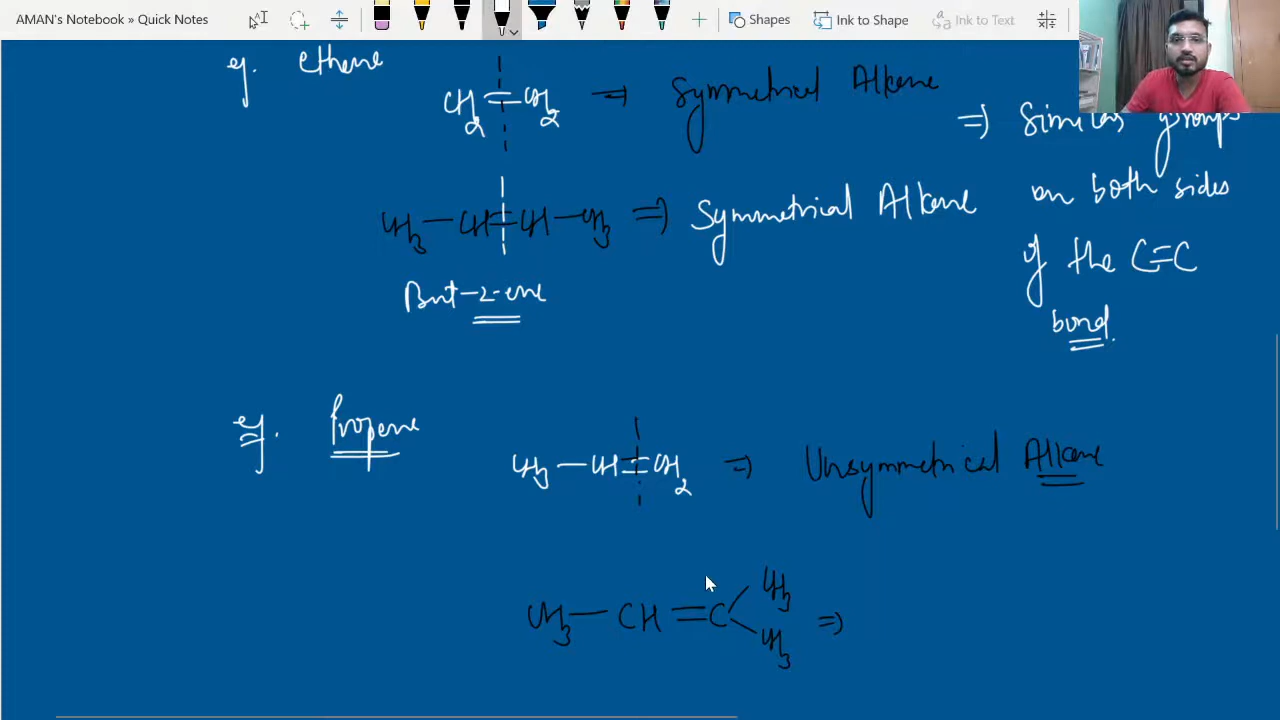 AMAN's Notebook » Quick Notes
Shapes
Ink to Shape
Ink to Text
eg. ethene
CH2=CH2 => Symmetrical Alkene
=> Similar groups
on both sides
of the C=C
bond.
CH3-CH=CH-CH3 => Symmetrical Alkene
But-2-ene
eg. Propene
CH3-CH=CH2 => Unsymmetrical Alkene
CH3-CH=C
CH3
CH3
=>